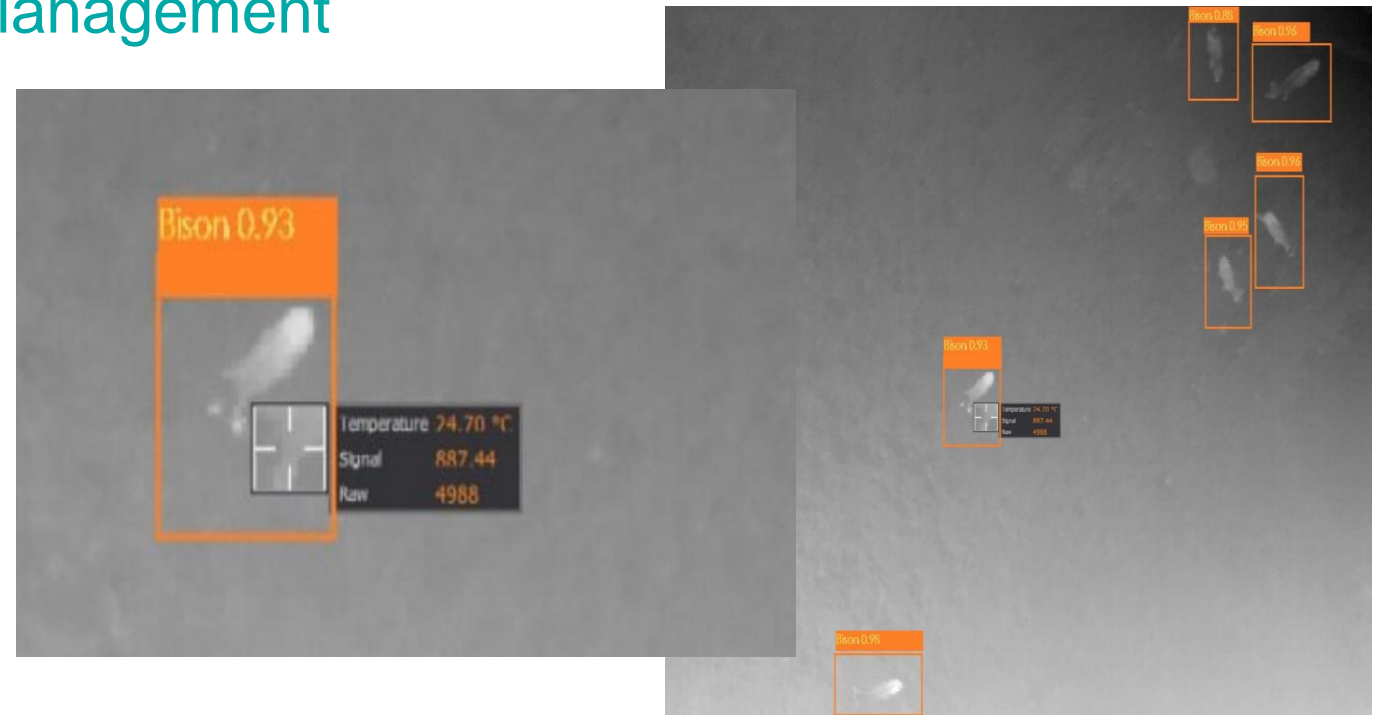 anagement
Bison 0.93
Temperature 24.70 °C
Signal 887.44
Raw 4988
Bison 0.88
Bison 0.96
Bison 0.96
Bison 0.95
Bison 0.93
Temperature 24.70 °C
Signal 887.44
Raw 4988
Bison 0.98